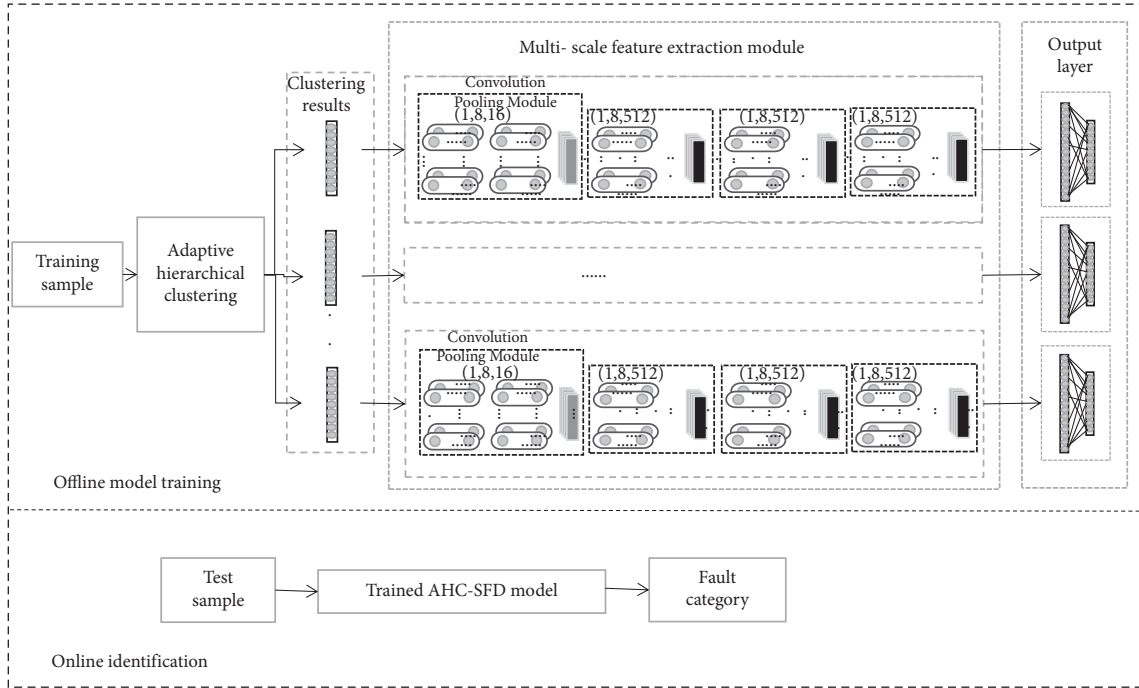 Multi- scale feature extraction module
Output
layer
Clustering
results
Convolution
Pooling Module
(1,8,16)
(1,8,512)
(1,8,512)
(1,8,512)
Training
sample
Adaptive
hierarchical
clustering
......
Convolution
Pooling Module
(1,8,16)
(1,8,512)
(1,8,512)
(1,8,512)
Offline model training
Test
sample
Trained AHC-SFD model
Fault
category
Online identification